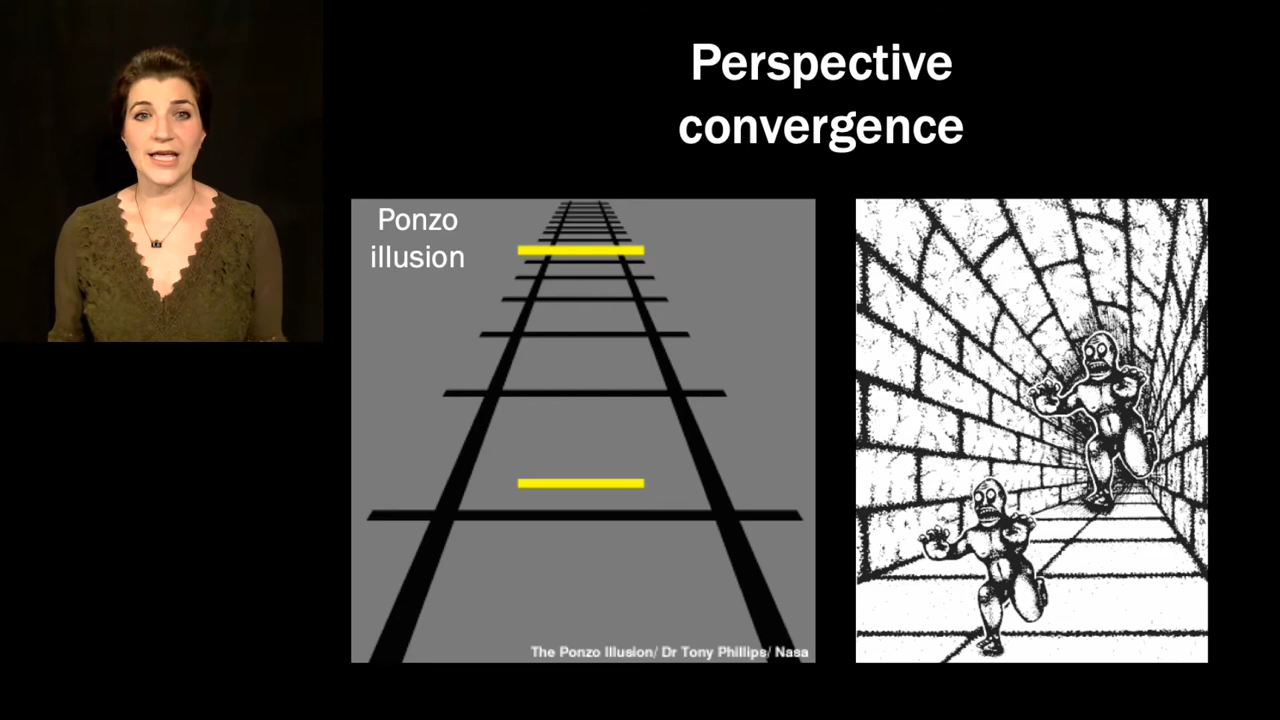 Perspective
convergence
Ponzo
illusion
The Ponzo Illusion/ Dr Tony Phillips/ Nasa